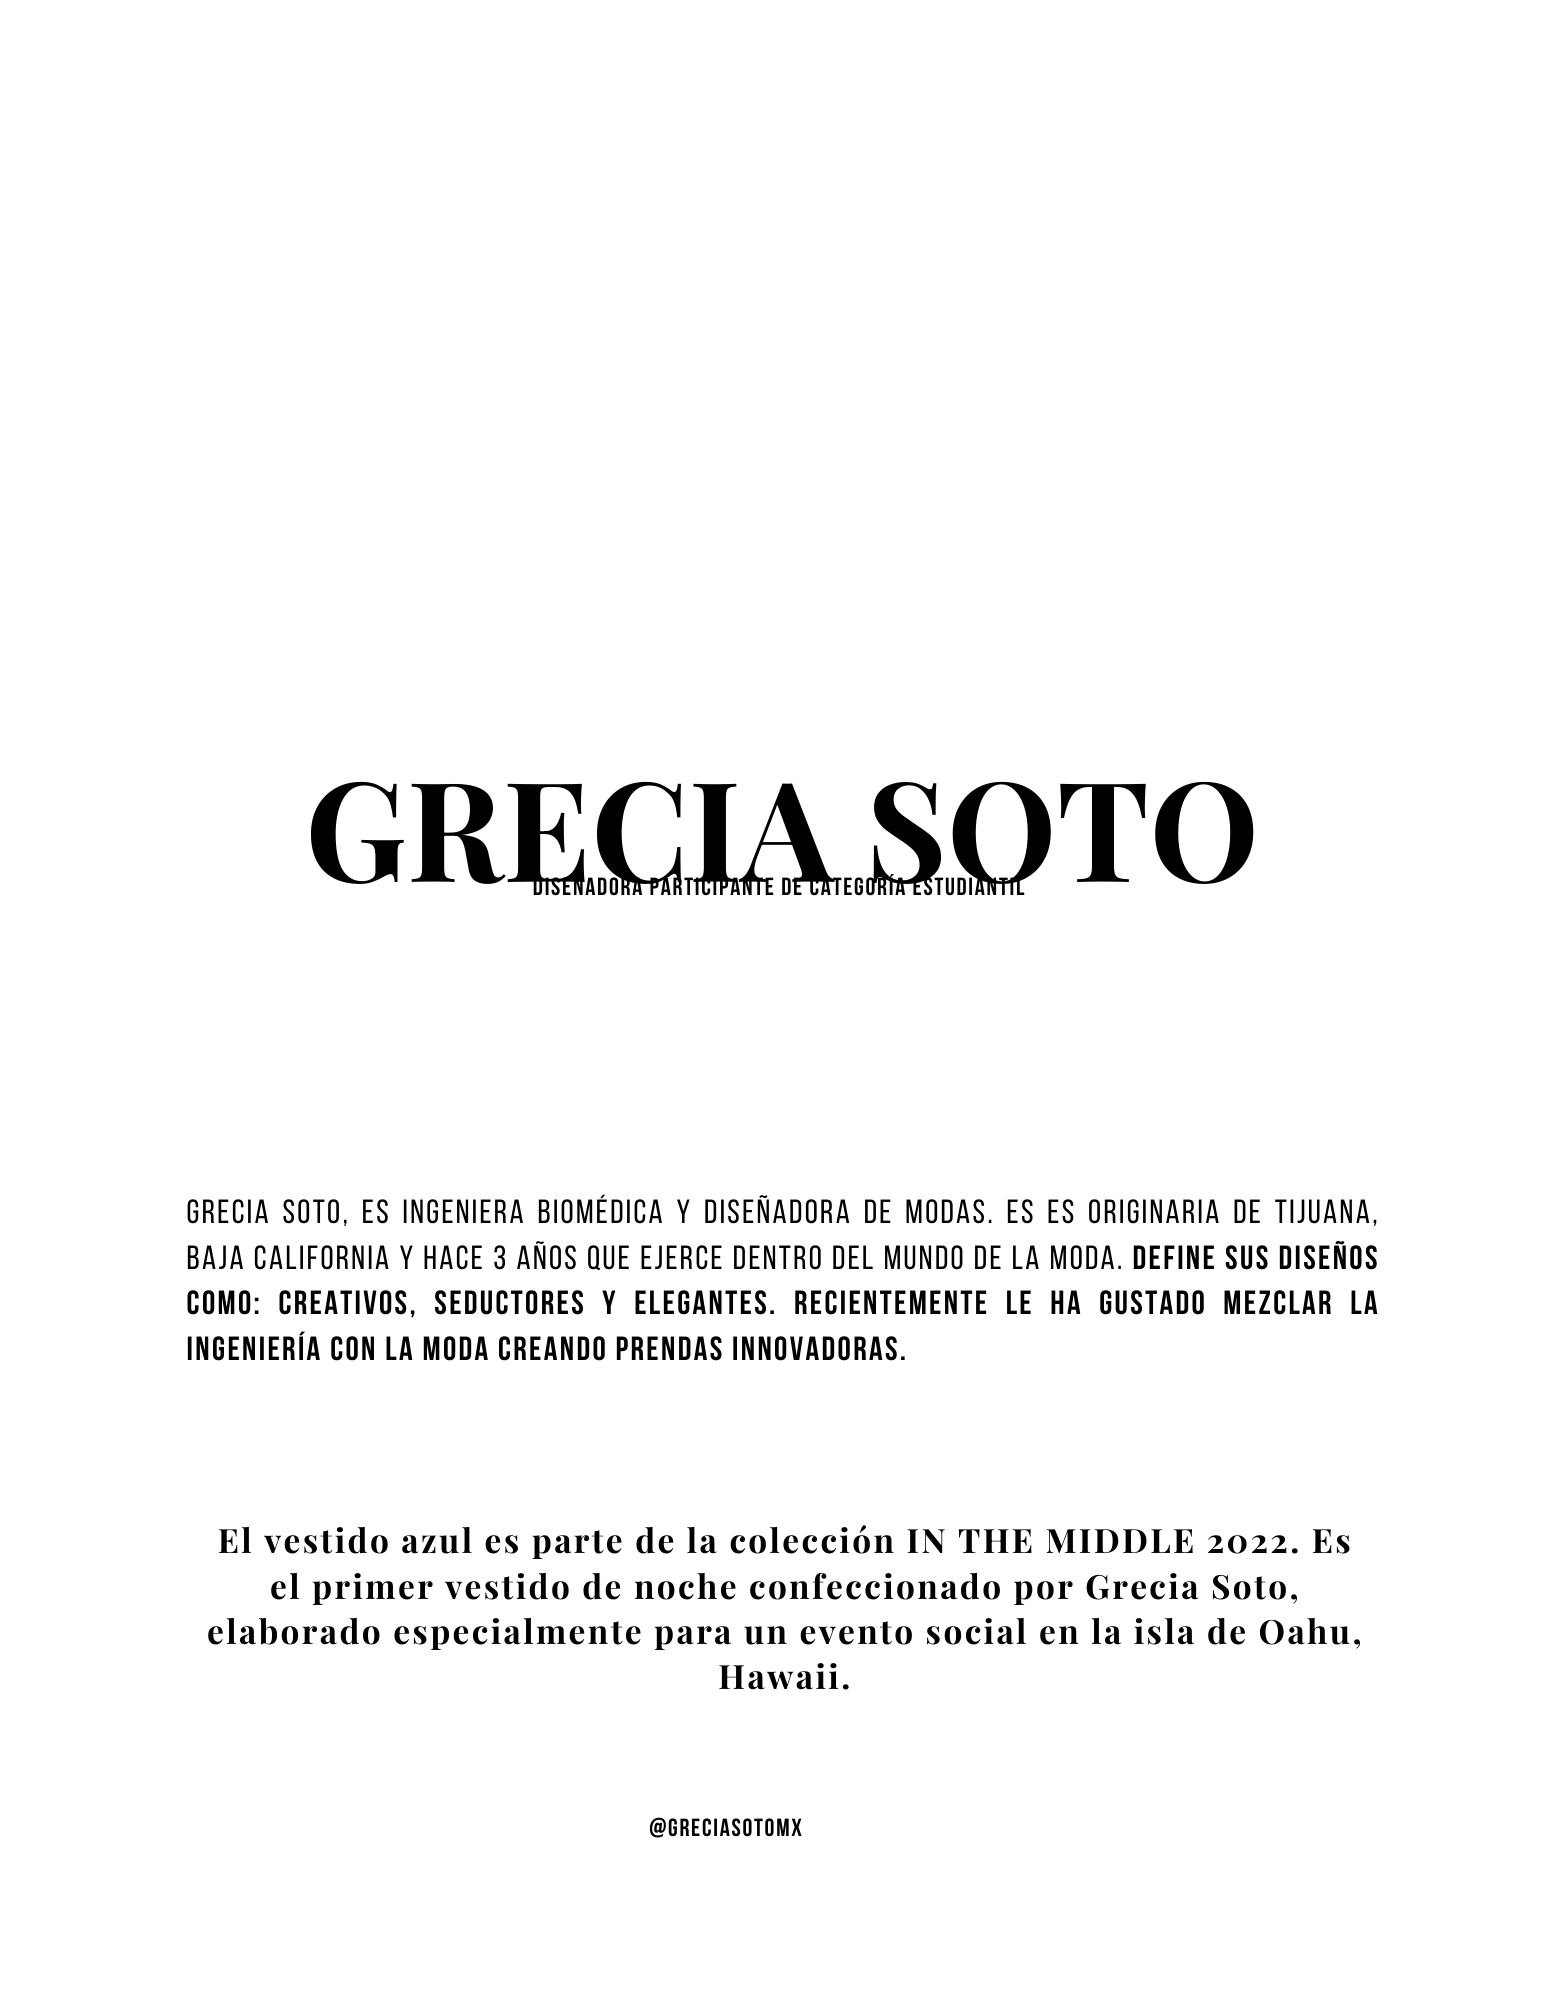 GRECIA SOTO
DISEÑADORA PARTICIPANTE DE CATEGORÍA ESTUDIANTIL
GRECIA SOTO, ES INGENIERA BIOMÉDICA Y DISEÑADORA DE MODAS. ES ES ORIGINARIA DE TIJUANA,
BAJA CALIFORNIA Y HACE 3 AÑOS QUE EJERCE DENTRO DEL MUNDO DE LA MODA. DEFINE SUS DISEÑOS
COMO: CREATIVOS, SEDUCTORES Y ELEGANTES. RECIENTEMENTE LE HA GUSTADO MEZCLAR LA
INGENIERÍA CON LA MODA CREANDO PRENDAS INNOVADORAS.
El vestido azul es parte de la colección IN THE MIDDLE 2022. Es
el primer vestido de noche confeccionado por Grecia Soto,
elaborado especialmente para un evento social en la isla de Oahu,
Hawaii.
@GRECIASOTOMX